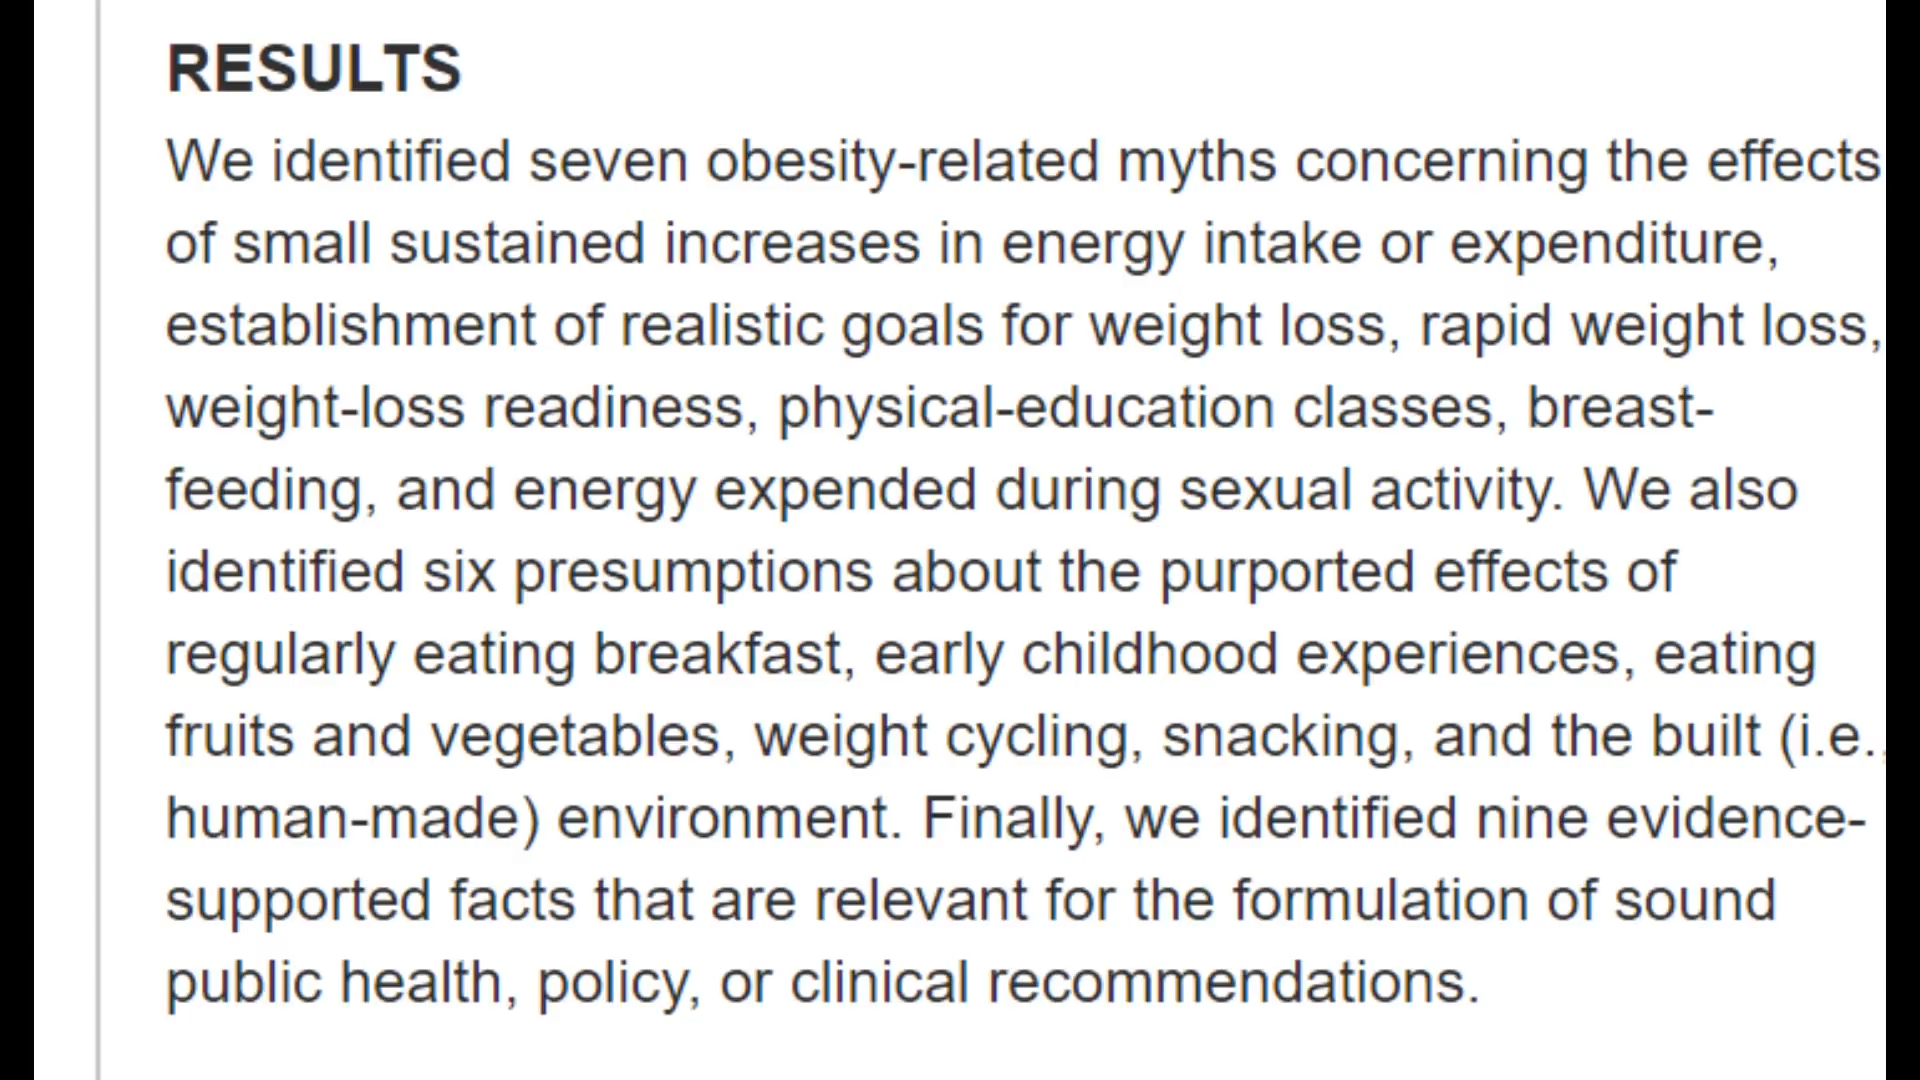 RESULTS
We identified seven obesity-related myths concerning the effects
of small sustained increases in energy intake or expenditure,
establishment of realistic goals for weight loss, rapid weight loss,
weight-loss readiness, physical-education classes, breast-
feeding, and energy expended during sexual activity. We also
identified six presumptions about the purported effects of
regularly eating breakfast, early childhood experiences, eating
fruits and vegetables, weight cycling, snacking, and the built (i.e.,
human-made) environment. Finally, we identified nine evidence-
supported facts that are relevant for the formulation of sound
public health, policy, or clinical recommendations.